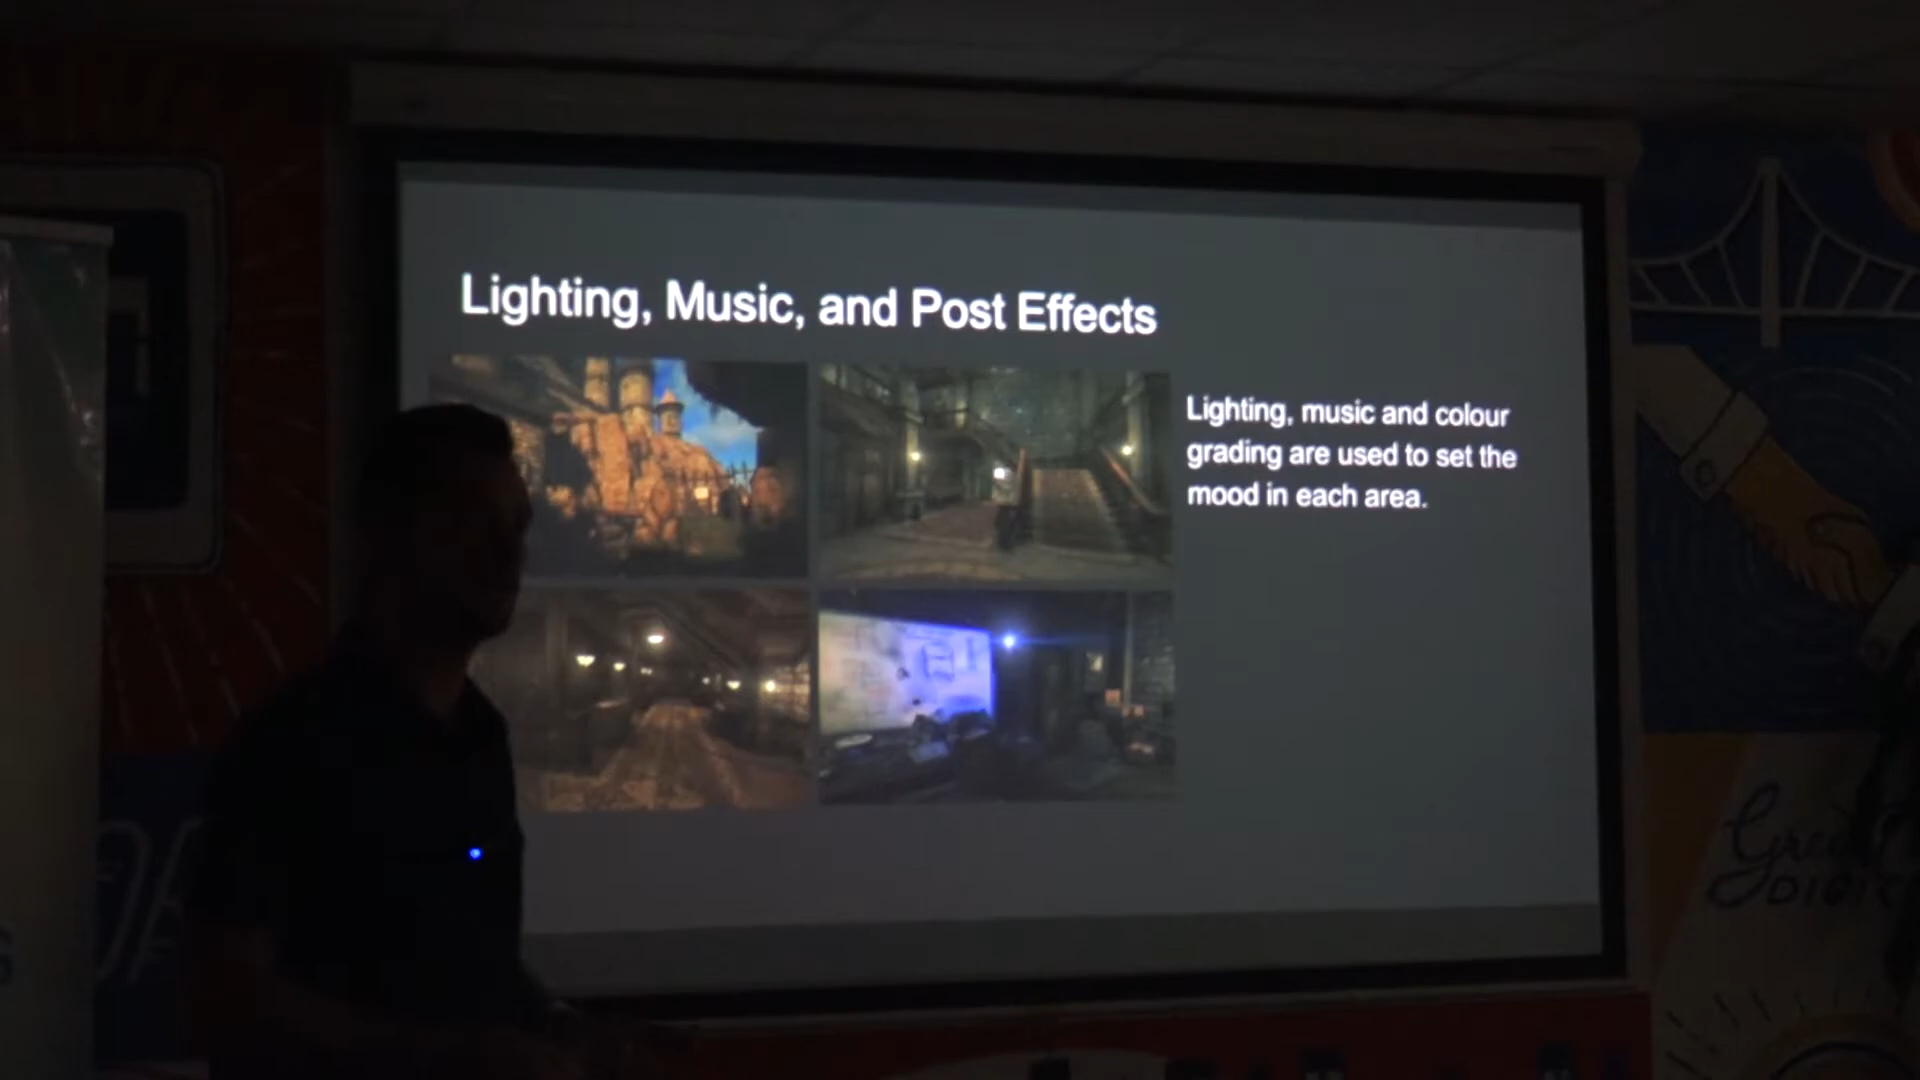 Lighting, Music, and Post Effects
Lighting, music and colour
grading are used to set the
mood in each area.